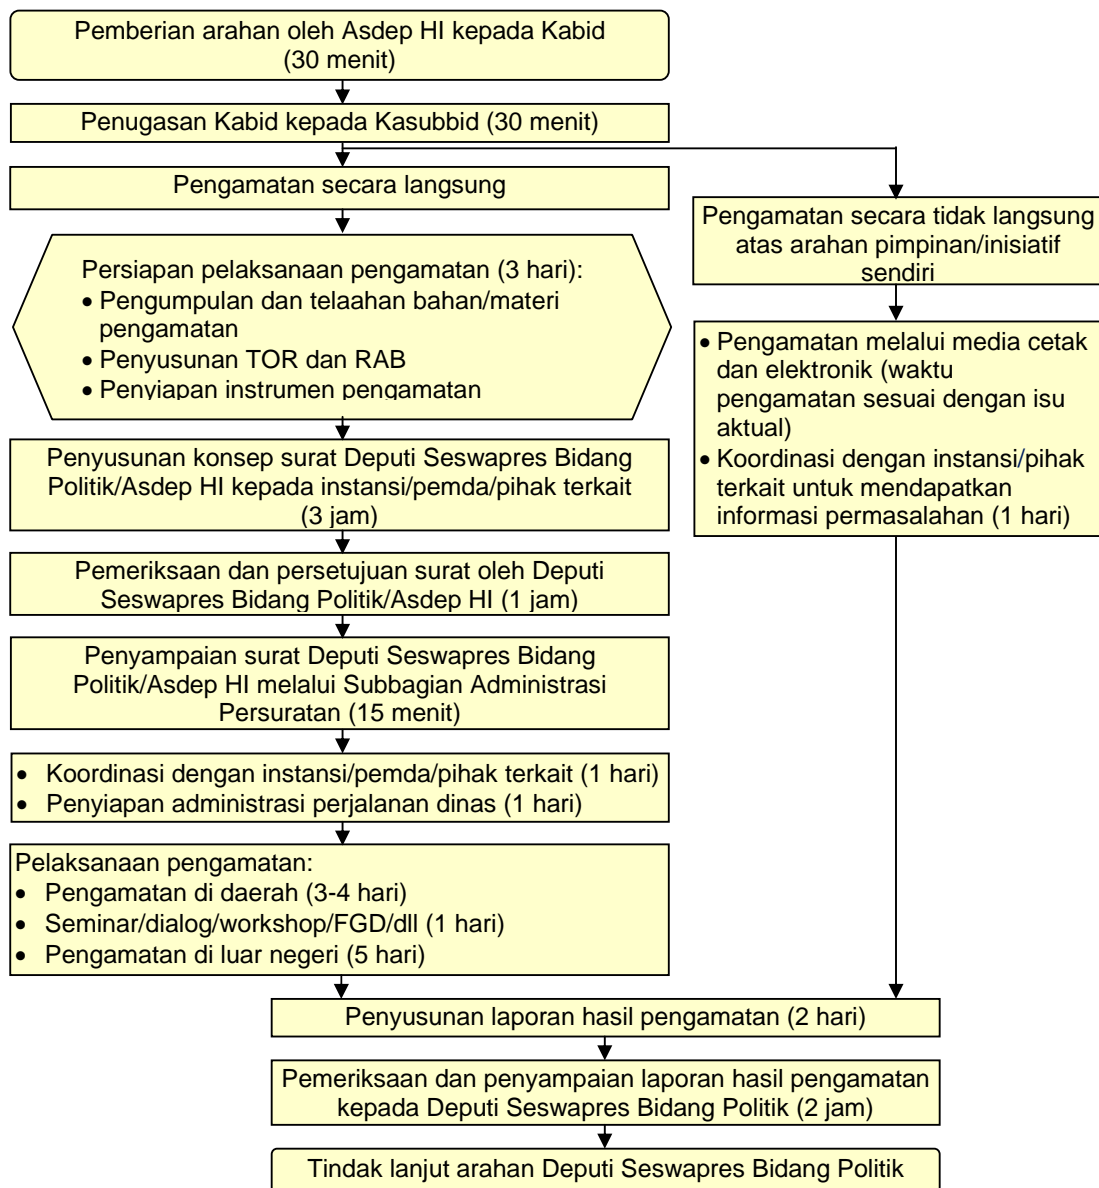 Pemberian arahan oleh Asdep HI kepada Kabid
(30 menit)
Penugasan Kabid kepada Kasubbid (30 menit)
Pengamatan secara langsung
Persiapan pelaksanaan pengamatan (3 hari):
• Pengumpulan dan telaahan bahan/materi
pengamatan
• Penyusunan TOR dan RAB
• Penyiapan instrumen pengamatan
Penyusunan konsep surat Deputi Seswapres Bidang
Politik/Asdep HI kepada instansi/pemda/pihak terkait
(3 jam)
Pemeriksaan dan persetujuan surat oleh Deputi
Seswapres Bidang Politik/Asdep HI (1 jam)
Penyampaian surat Deputi Seswapres Bidang
Politik/Asdep HI melalui Subbagian Administrasi
Persuratan (15 menit)
• Koordinasi dengan instansi/pemda/pihak terkait (1 hari)
• Penyiapan administrasi perjalanan dinas (1 hari)
Pelaksanaan pengamatan:
• Pengamatan di daerah (3-4 hari)
• Seminar/dialog/workshop/FGD/dll (1 hari)
• Pengamatan di luar negeri (5 hari)
Pengamatan secara tidak langsung
atas arahan pimpinan/inisiatif
sendiri
• Pengamatan melalui media cetak
dan elektronik (waktu
pengamatan sesuai dengan isu
aktual)
• Koordinasi dengan instansi/pihak
terkait untuk mendapatkan
informasi permasalahan (1 hari)
Penyusunan laporan hasil pengamatan (2 hari)
Pemeriksaan dan penyampaian laporan hasil pengamatan
kepada Deputi Seswapres Bidang Politik (2 jam)
Tindak lanjut arahan Deputi Seswapres Bidang Politik